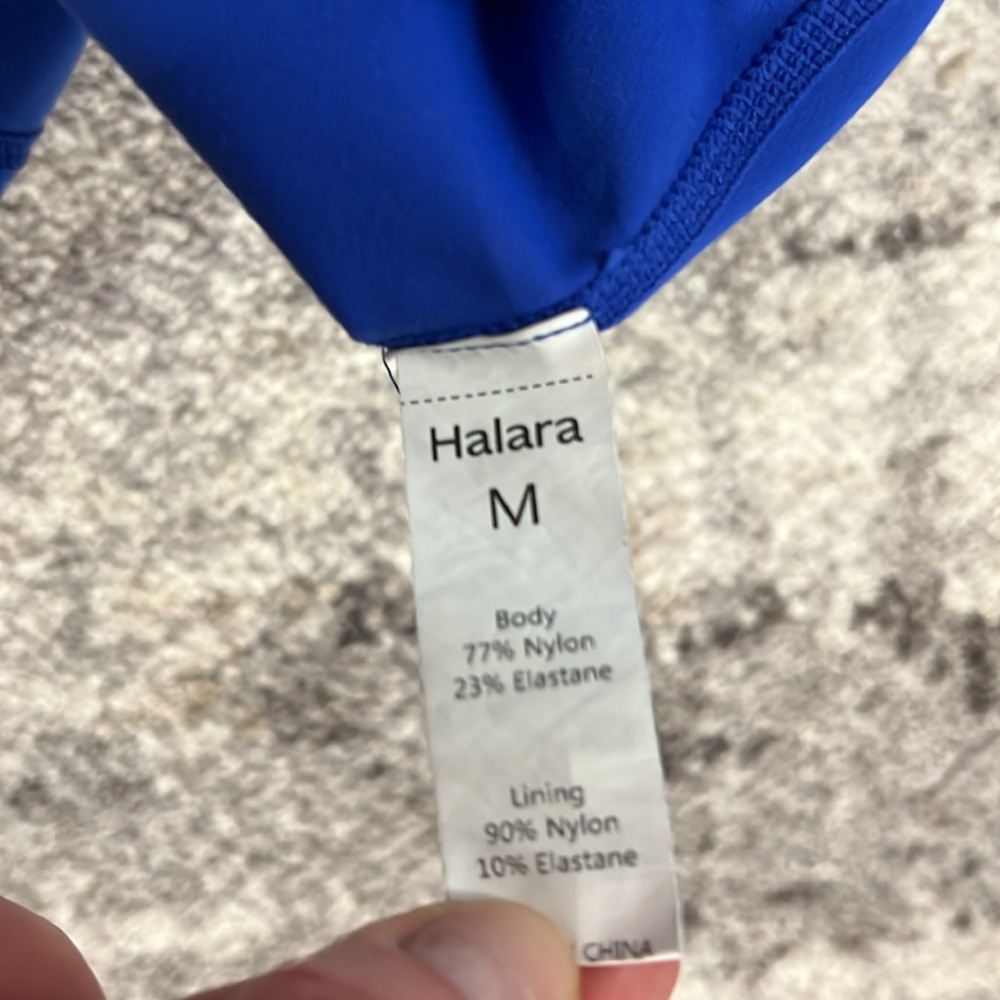 Halara
M
Body
77% Nylon
23% Elastane
Lining
90% Nylon
10% Elastane
CHINA